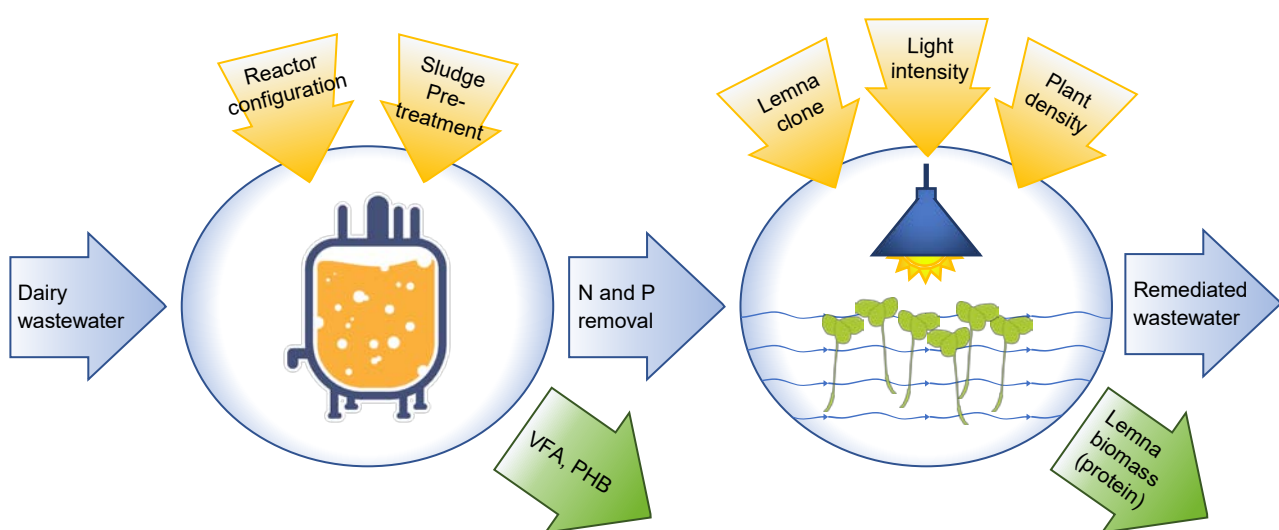 Reactor
configuration
Sludge
Pre-
treatment
Lemna
clone
Light
intensity
Plant
density
Dairy
wastewater
N and P
removal
Remediated
wastewater
VFA, PHB
Lemna
biomass
(protein)